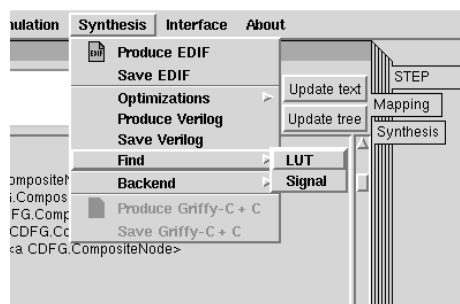 ulation Synthesis Interface About
EDIF Produce EDIF
Save EDIF
Optimizations
Produce Verilog
Save Verilog
Find
Backend
Produce Griffy-C + C
Save Griffy-C + C
LUT
Signal
Update text
Update tree
STEP
Mapping
Synthesis
ompositeN
i.Compos
FG.Comp
CDFG.Co
<a CDFG.CompositeNode>